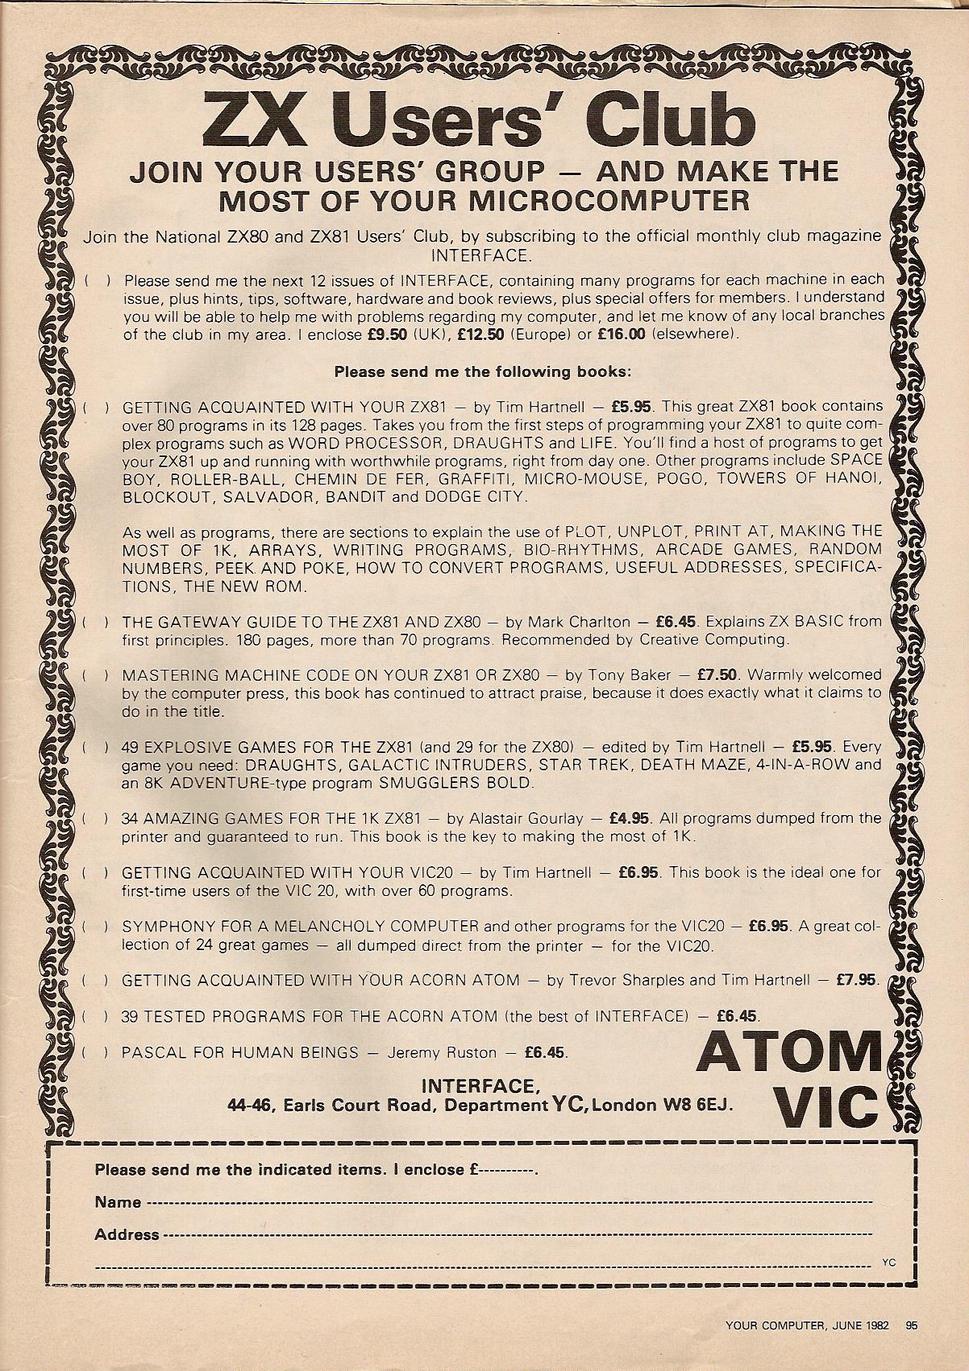 ZX Users' Club
JOIN YOUR USERS' GROUP — AND MAKE THE
MOST OF YOUR MICROCOMPUTER
Join the National ZX80 and ZX81 Users' Club, by subscribing to the official monthly club magazine
INTERFACE.
( ) Please send me the next 12 issues of INTERFACE, containing many programs for each machine in each
issue, plus hints, tips, software, hardware and book reviews, plus special offers for members. I understand
you will be able to help me with problems regarding my computer, and let me know of any local branches
of the club in my area. I enclose £9.50 (UK), £12.50 (Europe) or £16.00 (elsewhere).
Please send me the following books:
( ) GETTING ACQUAINTED WITH YOUR ZX81 — by Tim Hartnell — £5.95. This great ZX81 book contains
over 80 programs in its 128 pages. Takes you from the first steps of programming your ZX81 to quite com-
plex programs such as WORD PROCESSOR, DRAUGHTS and LIFE. You'll find a host of programs to get
your ZX81 up and running with worthwhile programs, right from day one. Other programs include SPACE
BOY, ROLLER-BALL, CHEMIN DE FER, GRAFFITI, MICRO-MOUSE, POGO, TOWERS OF HANOI,
BLOCKOUT, SALVADOR, BANDIT and DODGE CITY.
As well as programs, there are sections to explain the use of PLOT, UNPLOT, PRINT AT, MAKING THE
MOST OF 1K, ARRAYS, WRITING PROGRAMS, BIO-RHYTHMS, ARCADE GAMES, RANDOM
NUMBERS, PEEK AND POKE, HOW TO CONVERT PROGRAMS, USEFUL ADDRESSES, SPECIFICA-
TIONS, THE NEW ROM.
( ) THE GATEWAY GUIDE TO THE ZX81 AND ZX80 — by Mark Charlton — £6.45. Explains ZX BASIC from
first principles. 180 pages, more than 70 programs. Recommended by Creative Computing.
( ) MASTERING MACHINE CODE ON YOUR ZX81 OR ZX80 — by Tony Baker — £7.50. Warmly welcomed
by the computer press, this book has continued to attract praise, because it does exactly what it claims to
do in the title.
( ) 49 EXPLOSIVE GAMES FOR THE ZX81 (and 29 for the ZX80) — edited by Tim Hartnell — £5.95. Every
game you need: DRAUGHTS, GALACTIC INTRUDERS, STAR TREK, DEATH MAZE, 4-IN-A-ROW and
an 8K ADVENTURE-type program SMUGGLERS BOLD.
( ) 34 AMAZING GAMES FOR THE 1K ZX81 — by Alastair Gourlay — £4.95. All programs dumped from the
printer and guaranteed to run. This book is the key to making the most of 1K.
( ) GETTING ACQUAINTED WITH YOUR VIC20 — by Tim Hartnell — £6.95. This book is the ideal one for
first-time users of the VIC 20, with over 60 programs.
( ) SYMPHONY FOR A MELANCHOLY COMPUTER and other programs for the VIC20 — £6.95. A great col-
lection of 24 great games — all dumped direct from the printer — for the VIC20.
( ) GETTING ACQUAINTED WITH YOUR ACORN ATOM — by Trevor Sharples and Tim Hartnell — £7.95.
( ) 39 TESTED PROGRAMS FOR THE ACORN ATOM (the best of INTERFACE) — £6.45.
( ) PASCAL FOR HUMAN BEINGS — Jeremy Ruston — £6.45.
ATOM
VIC
INTERFACE,
44-46, Earls Court Road, Department YC, London W8 6EJ.
Please send me the indicated items. I enclose £----------.
Name
Address
YC
YOUR COMPUTER, JUNE 1982 95